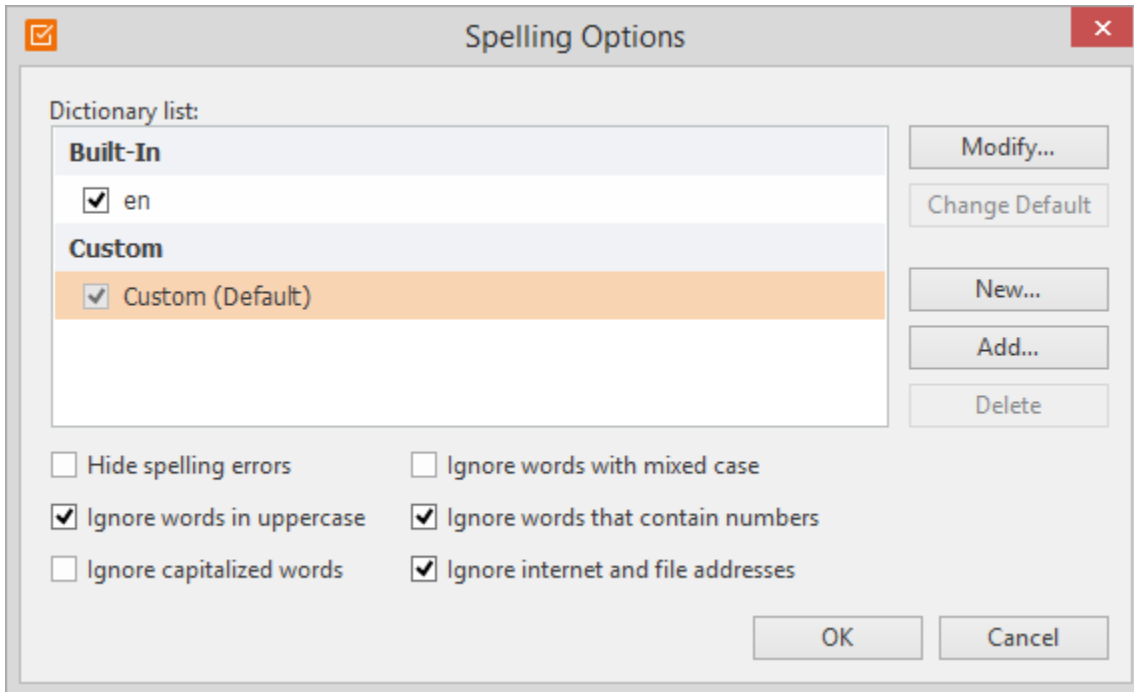 Spelling Options
Dictionary list:
Built-In
en
Custom
Custom (Default)
Modify...
Change Default
New...
Add...
Delete
Hide spelling errors
Ignore words with mixed case
Ignore words in uppercase
Ignore words that contain numbers
Ignore capitalized words
Ignore internet and file addresses
OK
Cancel